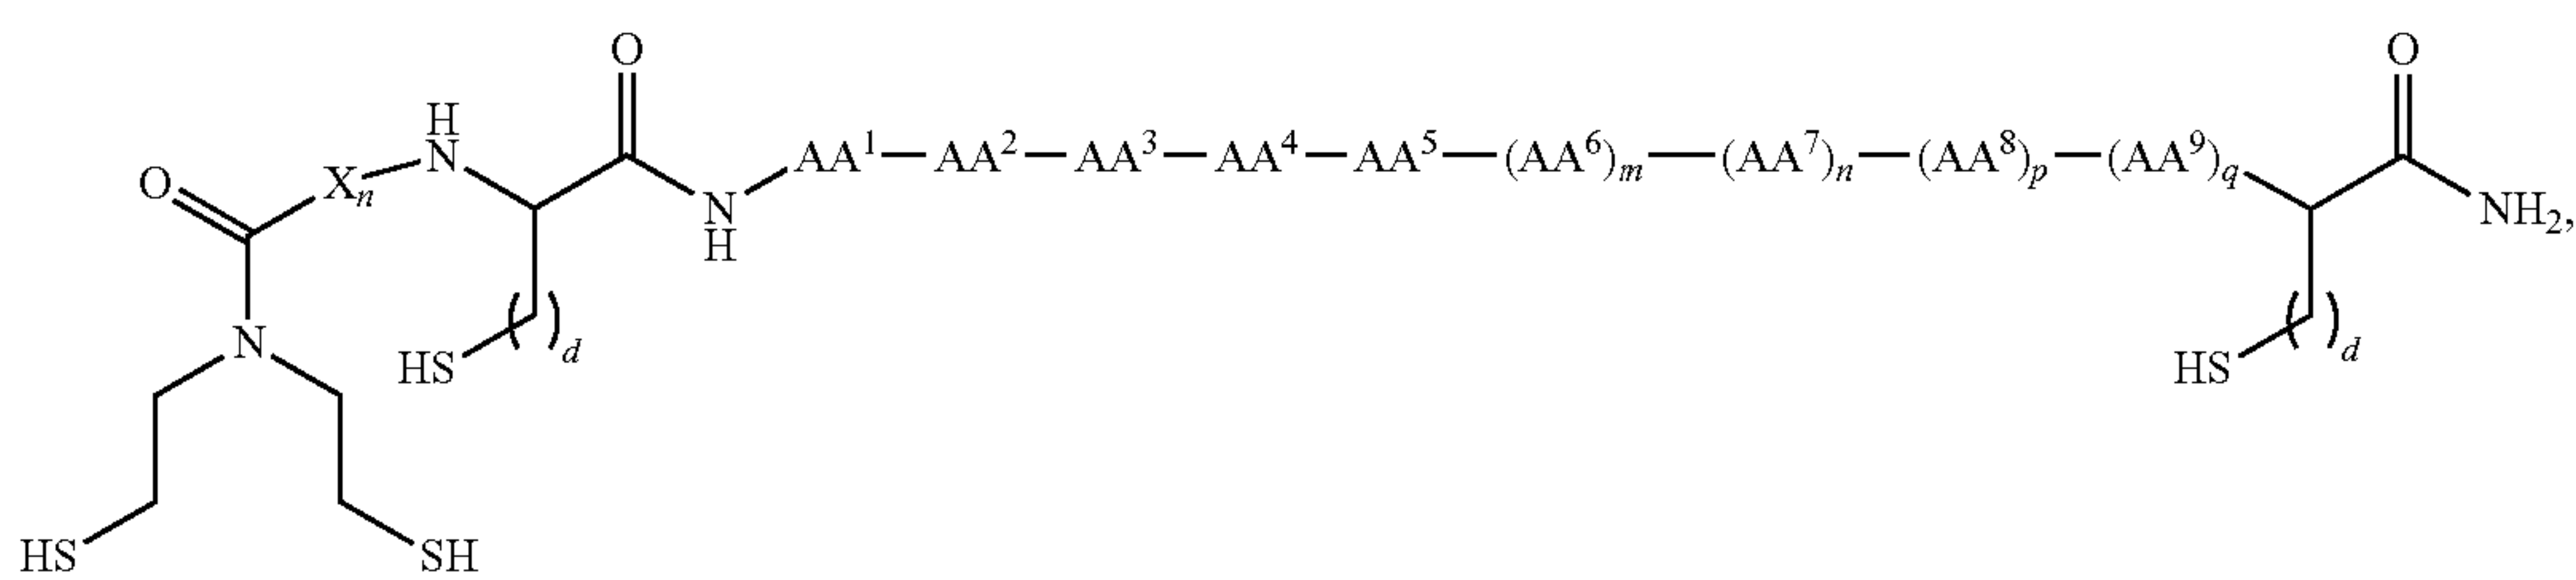 O O
H
N AA¹—AA²—AA³—AA⁴—AA⁵—(AA⁶)ₘ—(AA⁷)ₙ—(AA⁸)ₚ—(AA⁹)q
O Xₙ N NH₂,
H
N HS ( )d HS ( )d
HS SH